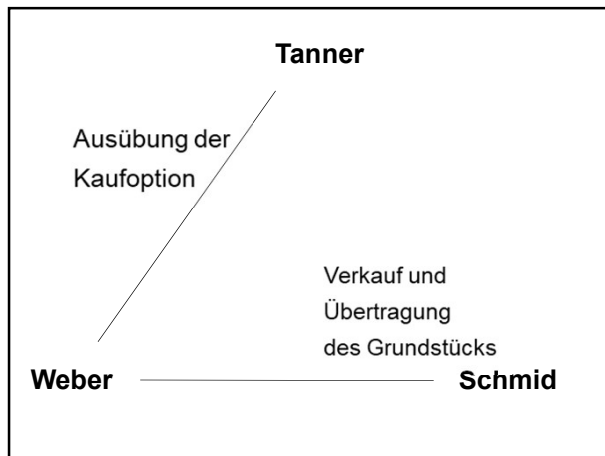 Tanner
Ausübung der
Kaufoption
Verkauf und
Übertragung
des Grundstücks
Weber
Schmid